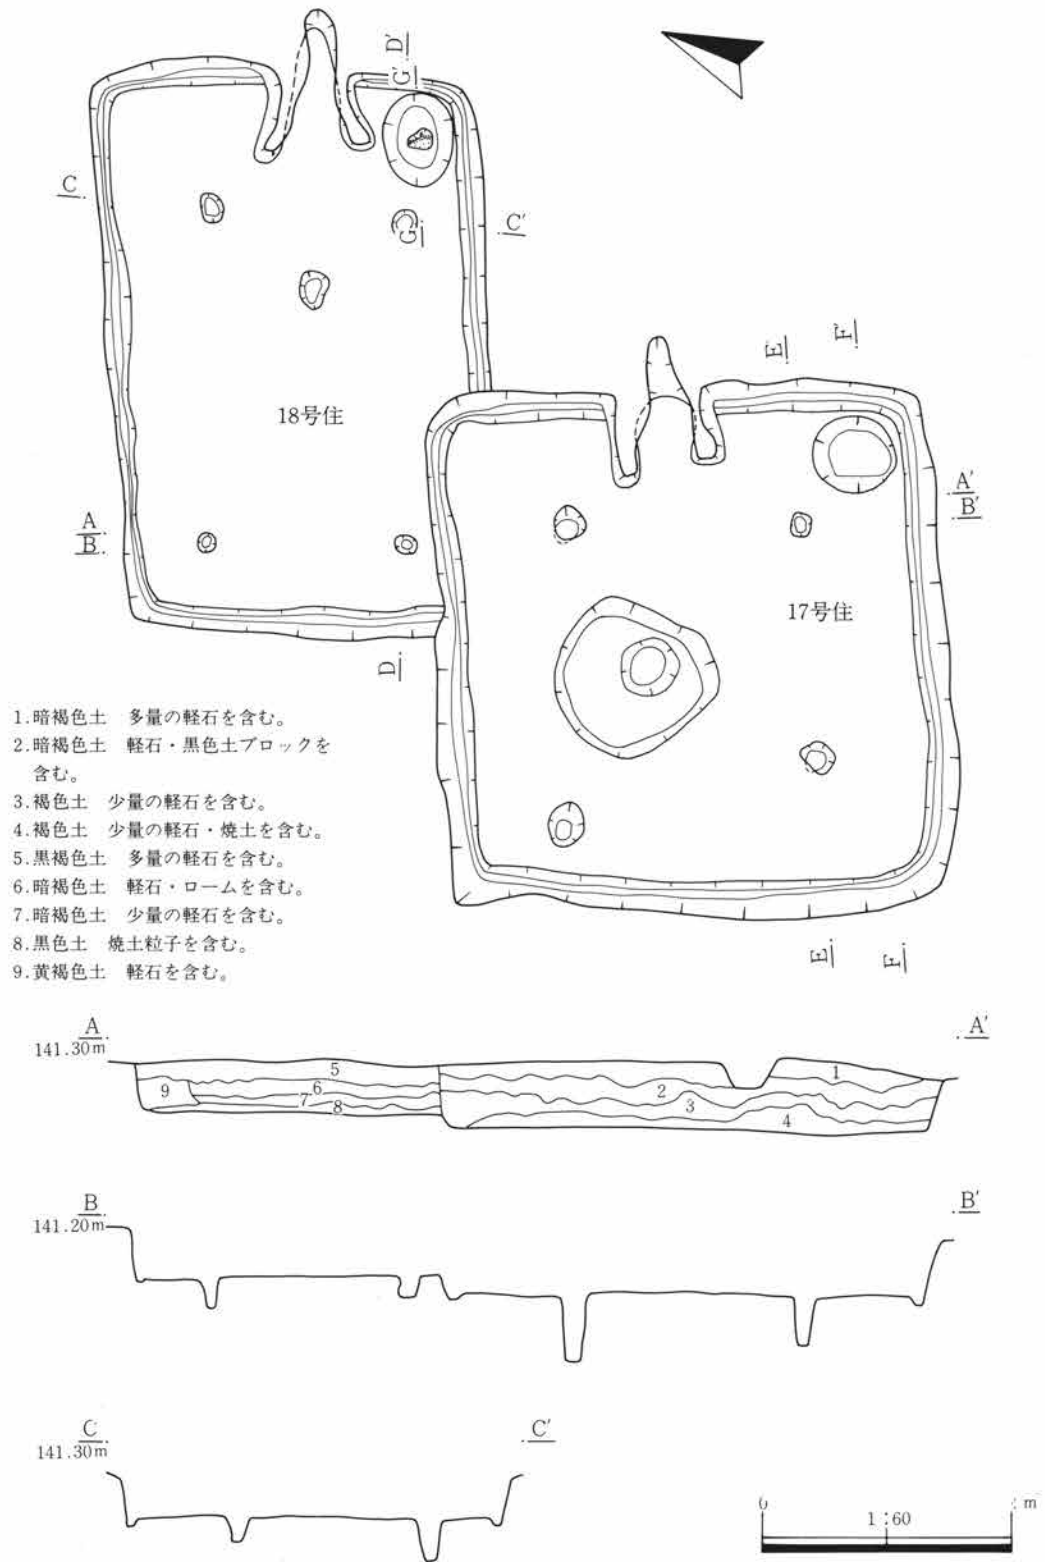 G' D'
C
G
C'
E' F'
18号住
A'
B'
A
B
17号住
D
1.暗褐色土 多量の軽石を含む。
2.暗褐色土 軽石・黒色土ブロックを
含む。
3.褐色土 少量の軽石を含む。
4.褐色土 少量の軽石・焼土を含む。
5.黒褐色土 多量の軽石を含む。
6.暗褐色土 軽石・ロームを含む。
7.暗褐色土 少量の軽石を含む。
8.黒色土 焼土粒子を含む。
9.黄褐色土 軽石を含む。
E F
A A'
141.30m
5 1
9 6 2
7 3
8 4
B B'
141.20m
C C'
141.30m
0 m
1:60